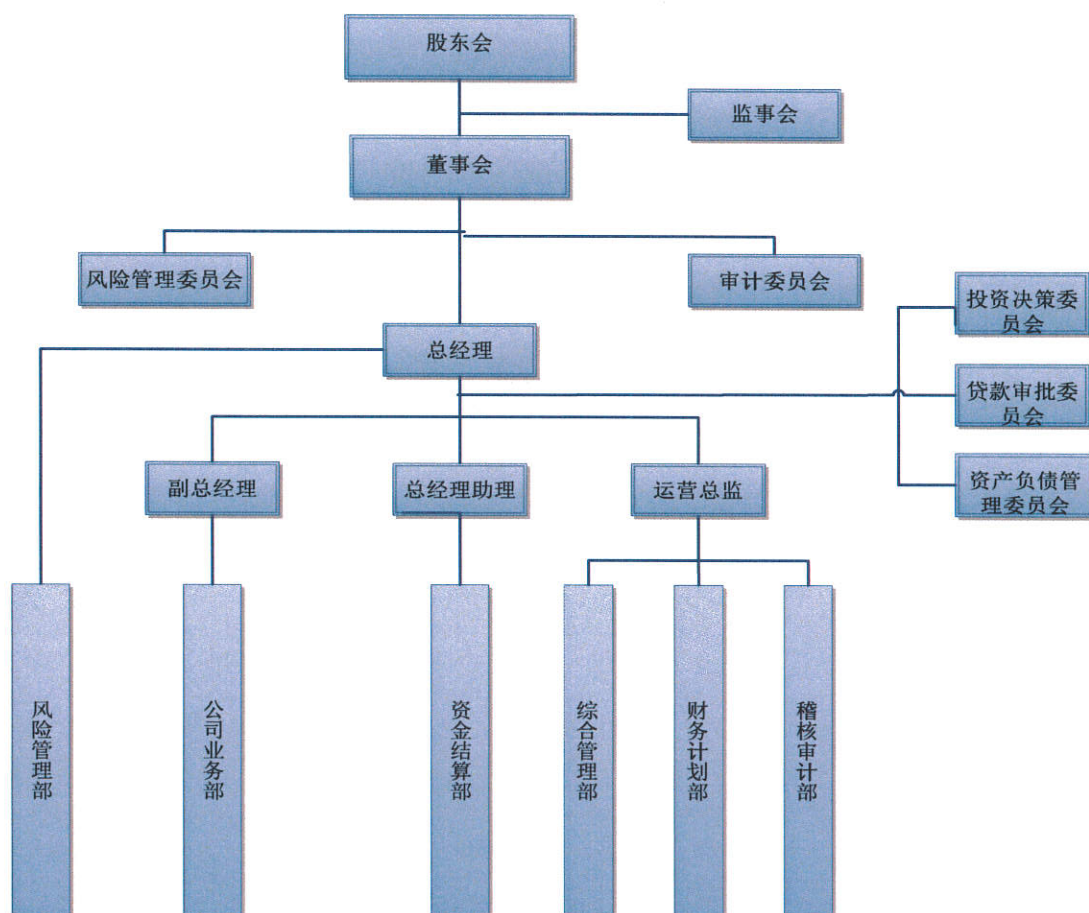 股东会
监事会
董事会
风险管理委员会
审计委员会
投资决策委
员会
总经理
贷款审批委
员会
副总经理
总经理助理
运营总监
资产负债管
理委员会
风险管理部
公司业务部
资金结算部
综合管理部
财务计划部
稽核审计部